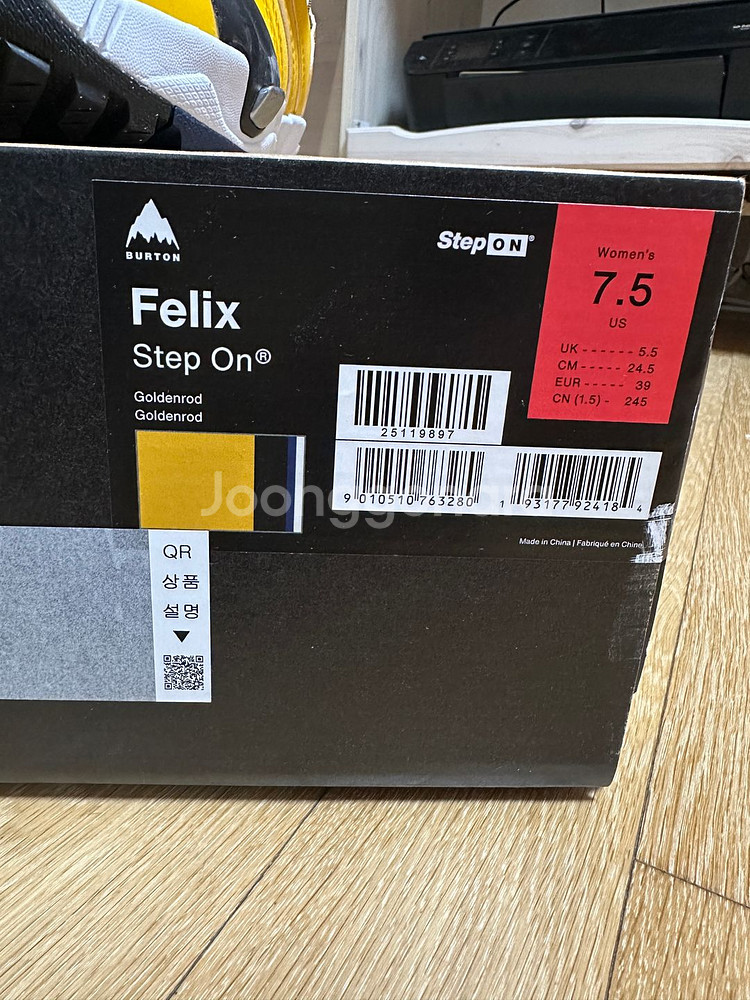 BURTON
Step ON®
Felix
Step On®
Goldenrod
Goldenrod
Women's
7.5
US
UK - - - - - - 5.5
CM - - - - - 24.5
EUR - - - - - 39
CN (1.5) - 245
25119897
9 010510 763280
1 93177 92418 4
Made in China | Fabriqué en Chine
QR
상품
설명